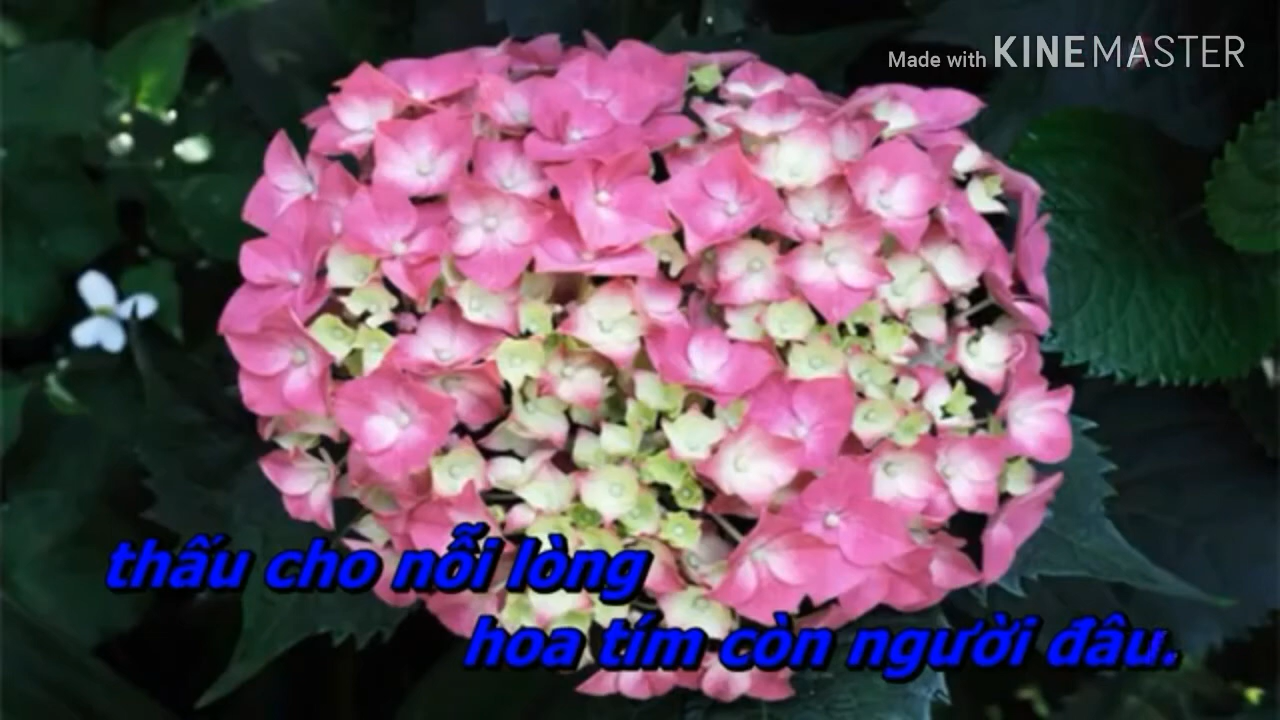 Made with KINEMASTER
thấu cho nỗi lòng
hoa tím còn người đâu.